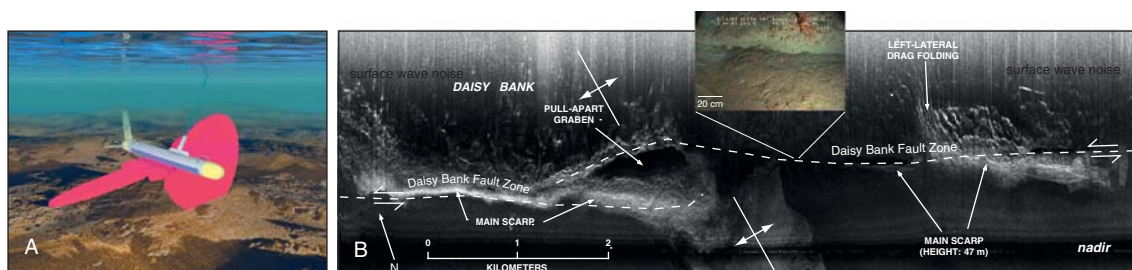 A
surface wave noise
DAISY BANK
PULL-APART
GRABEN
20 cm
LEFT-LATERAL
DRAG FOLDING
surface wave noise
Daisy Bank Fault Zone
Daisy Bank Fault Zone
MAIN SCARP
MAIN SCARP
(HEIGHT: 47 m)
nadir
B
N
0 1 2
KILOMETERS